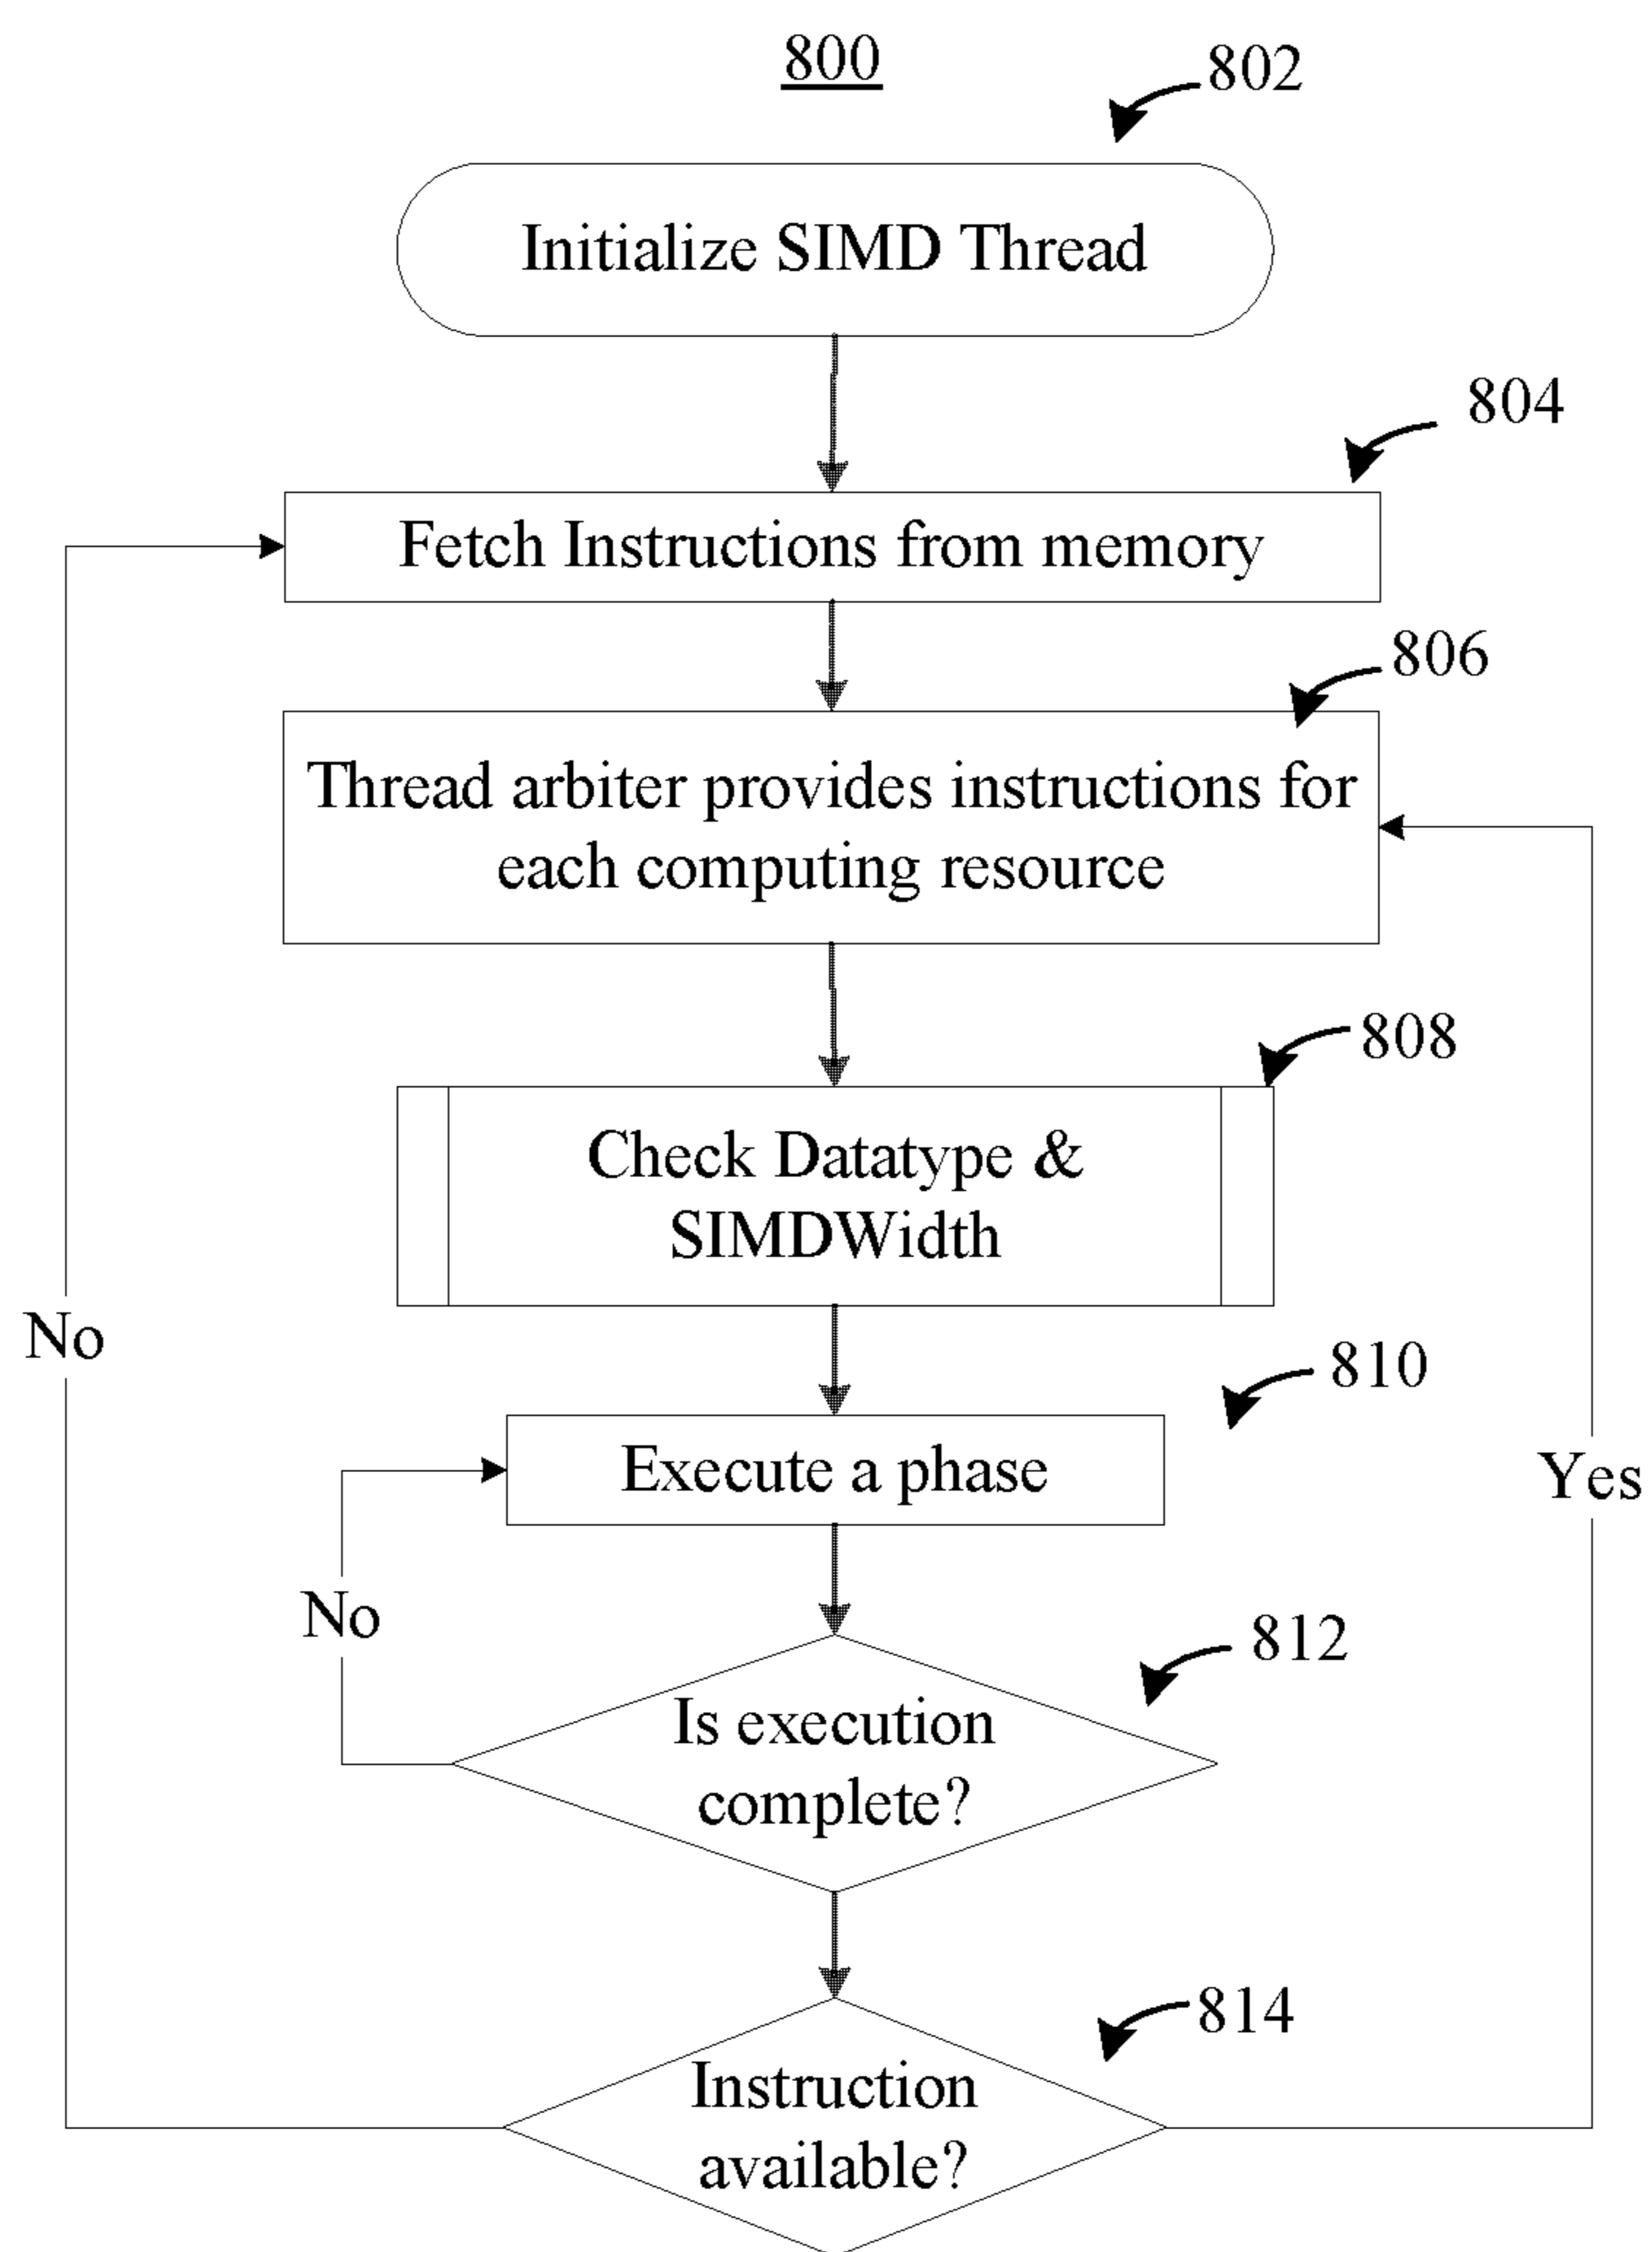 800
802
Initialize SIMD Thread
804
Fetch Instructions from memory
806
Thread arbiter provides instructions for
each computing resource
808
Check Datatype &
SIMDWidth
No
810
Execute a phase
Yes
No
812
Is execution
complete?
814
Instruction
available?